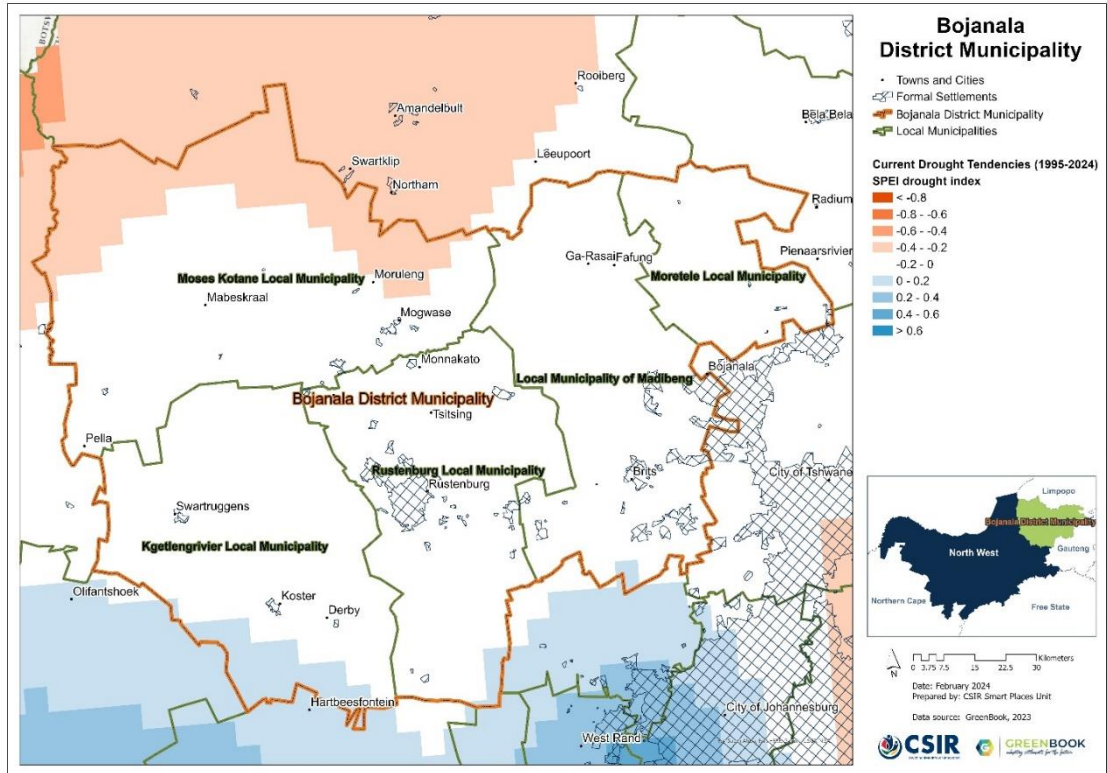 Bojanala
District Municipality
Towns and Cities
Formal Settlements
Bojanala District Municipality
Local Municipalities
Current Drought Tendencies (1995-2024)
SPEI drought index
< -0.8
-0.8 - -0.6
-0.6 - -0.4
-0.4 - -0.2
-0.2 - 0
0 - 0.2
0.2 - 0.4
0.4 - 0.6
> 0.6
Rooiberg
Amandelbult
Bela Bela
Leeupoort
Swartklip
Northam
Radium
Ga-Rasai
Fafung
Pienaarsrivier
Moretele Local Municipality
Moses Kotane Local Municipality
Moruleng
Mabeskraal
Mogwase
Monnakato
Bojanala
Local Municipality of Madibeng
Bojanala District Municipality
Tsitsing
Pella
Rustenburg Local Municipality
Rustenburg
Brits
City of Tshwane
Swartruggens
Kgetlengrivier Local Municipality
Olifantshoek
Koster
Derby
Hartbeesfontein
City of Johannesburg
West Rand
Limpopo
Bojanala District Municipality
North West
Gauteng
Northern Cape
Free State
N
Kilometers
0 3.75 7.5 15 22.5 30
Date: February 2024
Prepared by: CSIR Smart Places Unit
Data source: GreenBook, 2023
CSIR
GREENBOOK